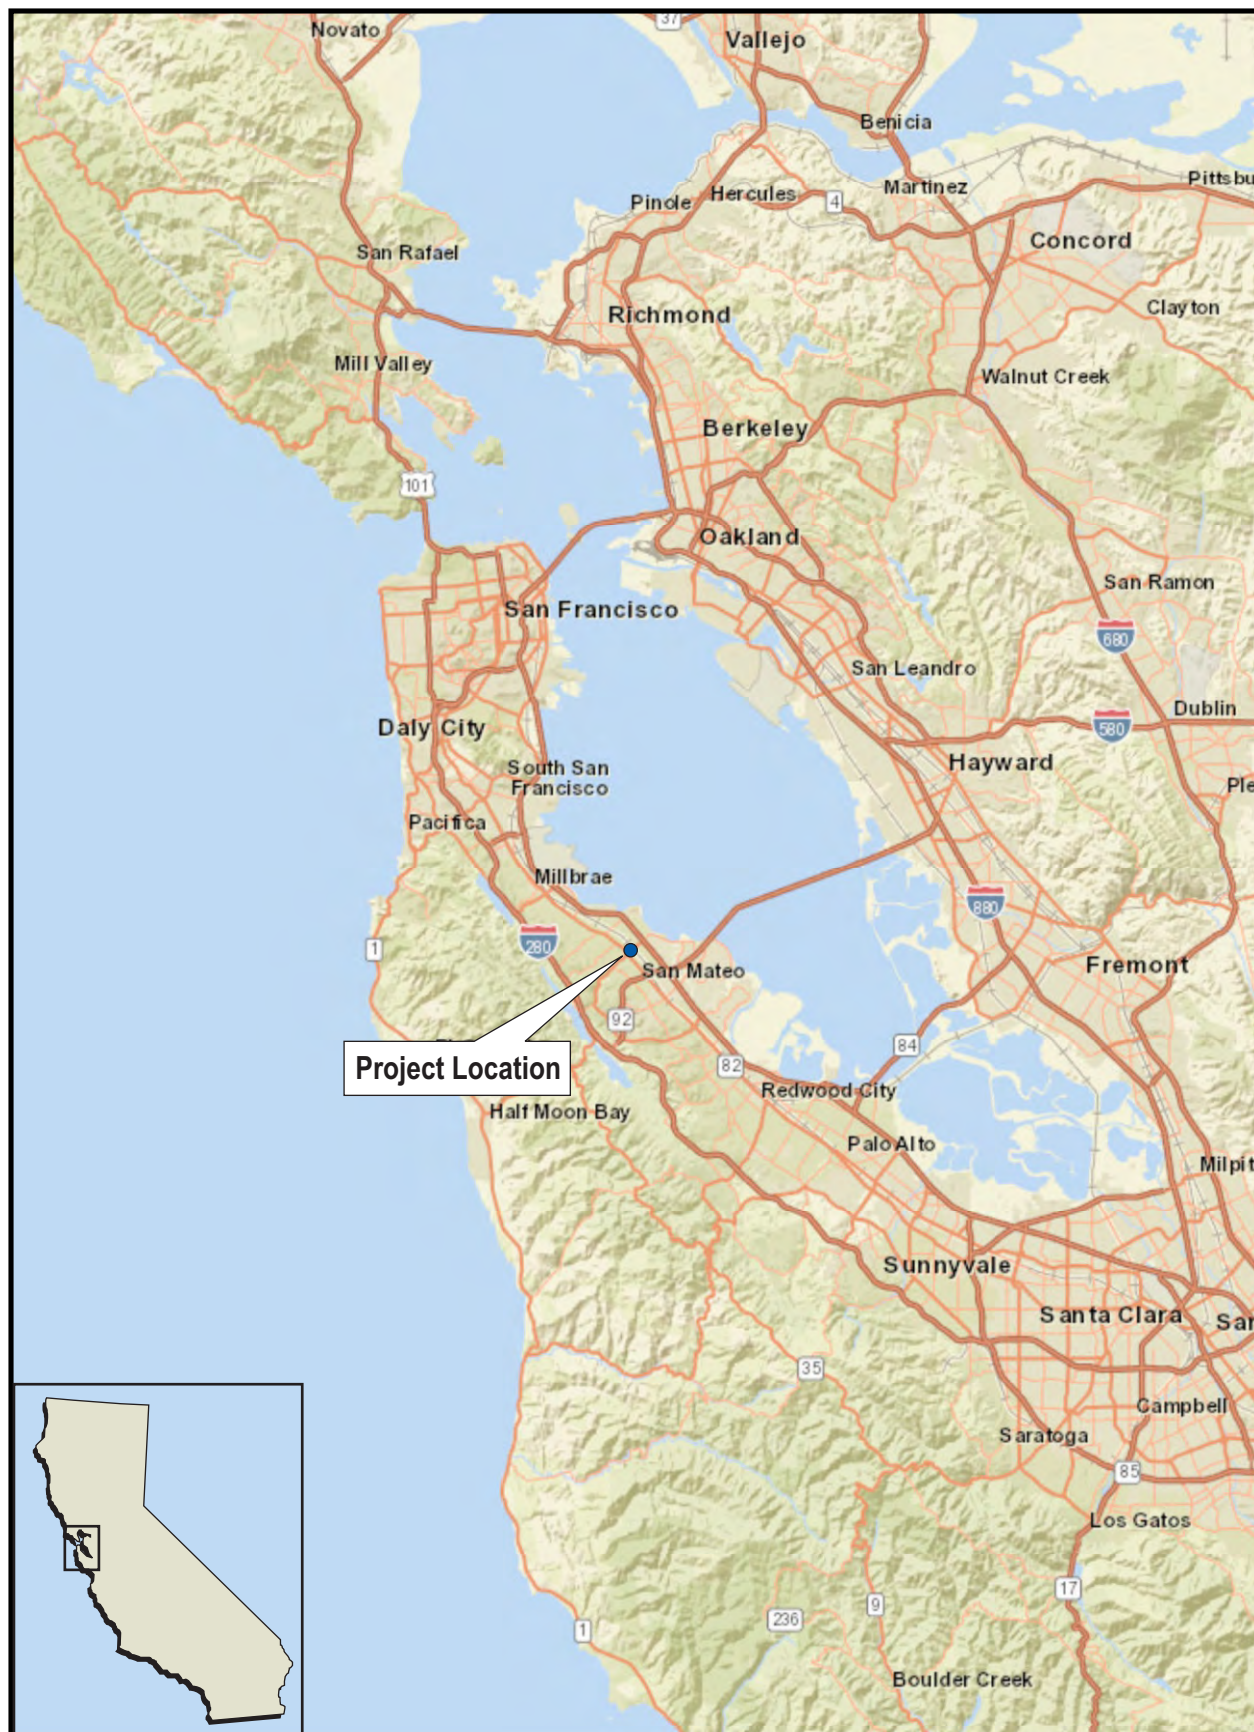 37
Novato
Vallejo
Benicia
Martinez
Pittsbu
Pinole
Hercules
4
Concord
San Rafael
Clayton
Richmond
Mill Valley
Walnut Creek
Berkeley
101
Oakland
San Ramon
San Francisco
680
San Leandro
Dublin
Daly City
580
Hayward
South San
Francisco
Ple
Pacifica
Millbrae
880
1
280
Fremont
San Mateo
92
84
Project Location
82
Redwood City
Half Moon Bay
Palo Alto
Milpit
Sunnyvale
Santa Clara
San
35
Campbell
Saratoga
85
Los Gatos
17
9
236
1
Boulder Creek